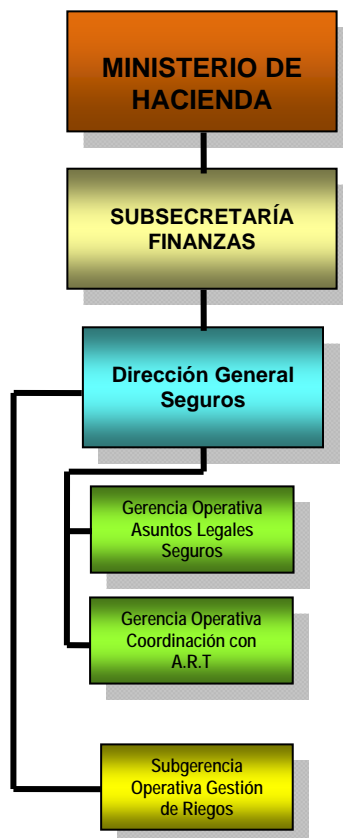 MINISTERIO DE
HACIENDA
SUBSECRETARÍA
FINANZAS
Dirección General
Seguros
Gerencia Operativa
Asuntos Legales
Seguros
Gerencia Operativa
Coordinación con
A.R.T
Subgerencia
Operativa Gestión
de Riegos